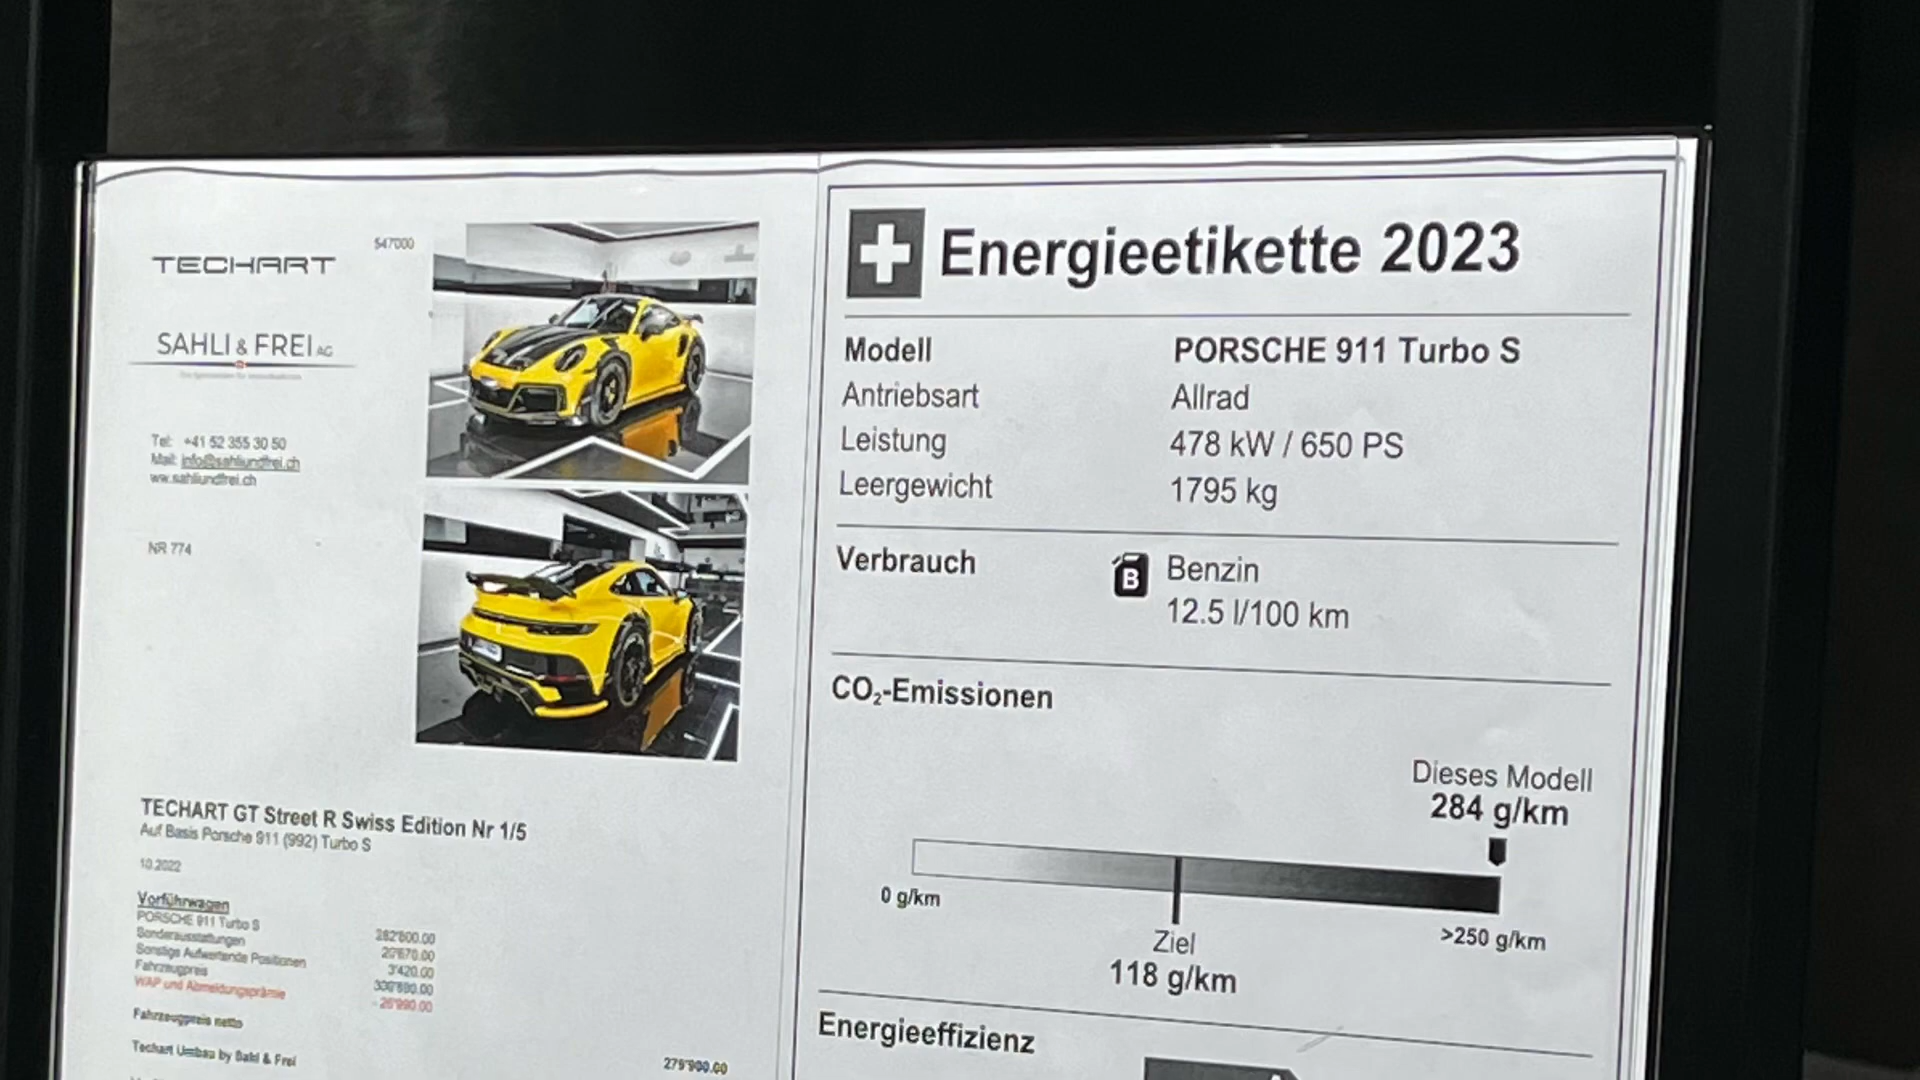 TECHART
547000
SAHLI & FREI AG
Tel: +41 52 355 30 50
Mail: info@sahliundfrei.ch
ww.sahliundfrei.ch
NR 774
TECHART GT Street R Swiss Edition Nr 1/5
Auf Basis Porsche 911 (992) Turbo S
10.2022
Vorführwagen
PORSCHE 911 Turbo S 282'800.00
Sonderausstattungen 20'670.00
Sonstige Aufwertende Positionen 3'420.00
Fahrzeugpreis
WAP und Abmeldungsprämie - 26'990.00
Fahrzeugpreis netto
279'900.00
Techart Umbau by Sahli & Frei
Energieetikette 2023
Modell PORSCHE 911 Turbo S
Antriebsart Allrad
Leistung 478 kW / 650 PS
Leergewicht 1795 kg
Verbrauch B Benzin
12.5 l/100 km
CO₂-Emissionen
Dieses Modell
284 g/km
0 g/km
>250 g/km
Ziel
118 g/km
Energieeffizienz